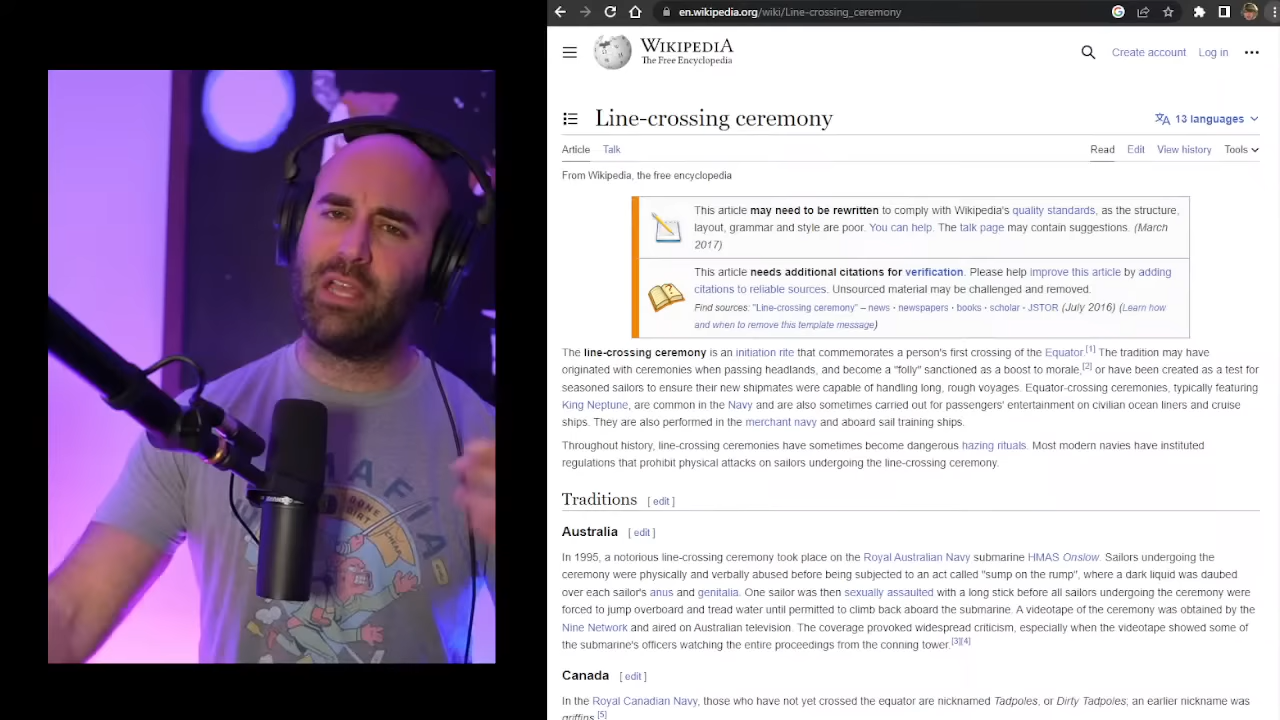 en.wikipedia.org/wiki/Line-crossing_ceremony
WIKIPEDIA
The Free Encyclopedia
Create account Log in
Line-crossing ceremony
13 languages
Article Talk Read Edit View history Tools
From Wikipedia, the free encyclopedia
This article may need to be rewritten to comply with Wikipedia's quality standards, as the structure,
layout, grammar and style are poor. You can help. The talk page may contain suggestions. (March
2017)
This article needs additional citations for verification. Please help improve this article by adding
citations to reliable sources. Unsourced material may be challenged and removed.
Find sources: "Line-crossing ceremony" – news · newspapers · books · scholar · JSTOR (July 2016) (Learn how
and when to remove this template message)
The line-crossing ceremony is an initiation rite that commemorates a person's first crossing of the Equator.[1] The tradition may have
originated with ceremonies when passing headlands, and become a "folly" sanctioned as a boost to morale,[2] or have been created as a test for
seasoned sailors to ensure their new shipmates were capable of handling long, rough voyages. Equator-crossing ceremonies, typically featuring
King Neptune, are common in the Navy and are also sometimes carried out for passengers' entertainment on civilian ocean liners and cruise
ships. They are also performed in the merchant navy and aboard sail training ships.
Throughout history, line-crossing ceremonies have sometimes become dangerous hazing rituals. Most modern navies have instituted
regulations that prohibit physical attacks on sailors undergoing the line-crossing ceremony.
Traditions [ edit ]
Australia [ edit ]
In 1995, a notorious line-crossing ceremony took place on the Royal Australian Navy submarine HMAS Onslow. Sailors undergoing the
ceremony were physically and verbally abused before being subjected to an act called "sump on the rump", where a dark liquid was daubed
over each sailor's anus and genitalia. One sailor was then sexually assaulted with a long stick before all sailors undergoing the ceremony were
forced to jump overboard and tread water until permitted to climb back aboard the submarine. A videotape of the ceremony was obtained by the
Nine Network and aired on Australian television. The coverage provoked widespread criticism, especially when the videotape showed some of
the submarine's officers watching the entire proceedings from the conning tower.[3][4]
Canada [ edit ]
In the Royal Canadian Navy, those who have not yet crossed the equator are nicknamed Tadpoles, or Dirty Tadpoles; an earlier nickname was
griffins.[5]